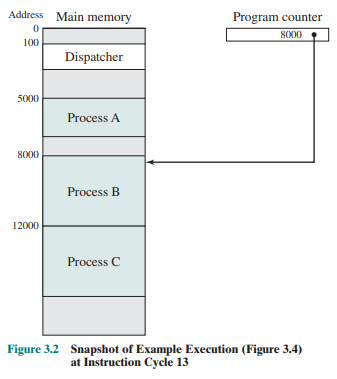 Address Main memory Program counter
0
8000
100
Dispatcher
5000
Process A
8000
Process B
12000
Process C
Figure 3.2 Snapshot of Example Execution (Figure 3.4)
at Instruction Cycle 13